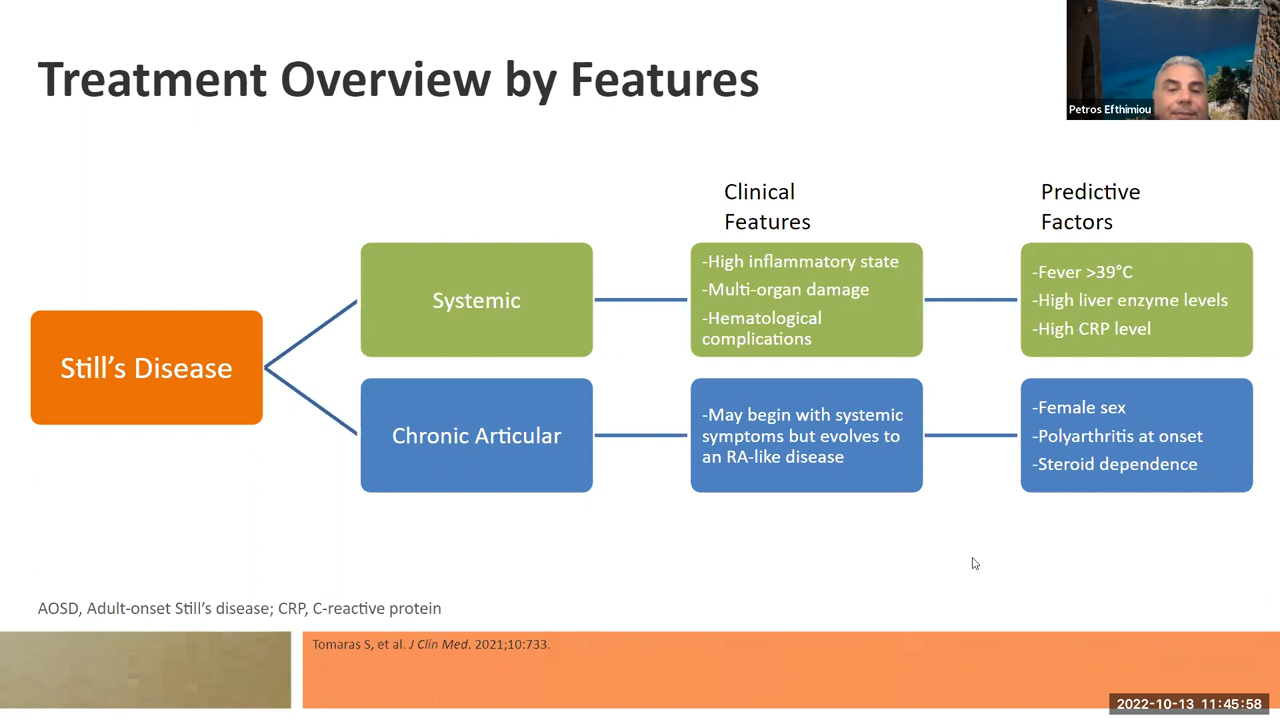 Treatment Overview by Features
Petros Efthimiou
Clinical
Features
Predictive
Factors
Still's Disease
Systemic
-High inflammatory state
-Multi-organ damage
-Hematological
complications
-Fever >39°C
-High liver enzyme levels
-High CRP level
Chronic Articular
-May begin with systemic
symptoms but evolves to
an RA-like disease
-Female sex
-Polyarthritis at onset
-Steroid dependence
AOSD, Adult-onset Still's disease; CRP, C-reactive protein
Tomaras S, et al. J Clin Med. 2021;10:733.
2022-10-13 11:45:58